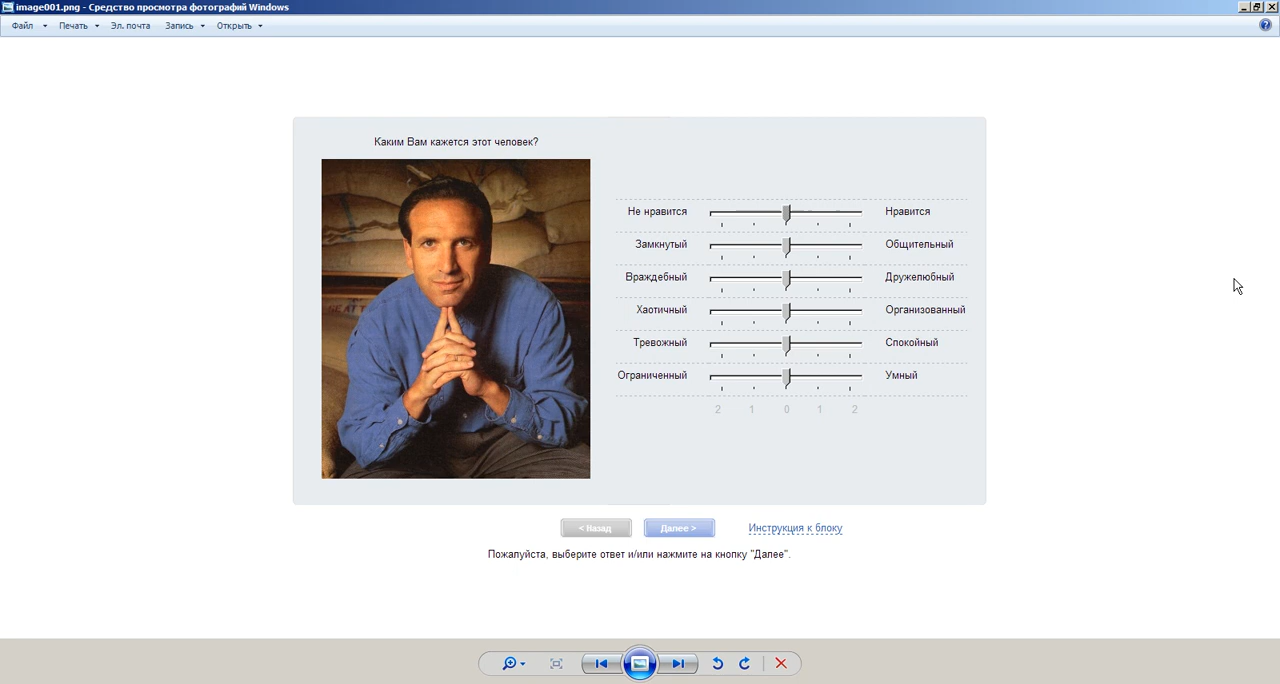 image001.png - Средство просмотра фотографий Windows
Файл Печать Эл. почта Запись Открыть
Каким Вам кажется этот человек?
Не нравится Нравится
Замкнутый Общительный
Враждебный Дружелюбный
Хаотичный Организованный
Тревожный Спокойный
Ограниченный Умный
2 1 0 1 2
< Назад Далее > Инструкция к блоку
Пожалуйста, выберите ответ и/или нажмите на кнопку "Далее".